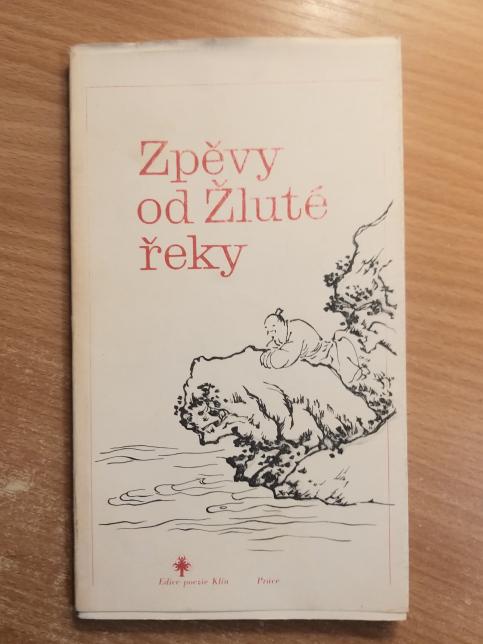 Zpěvy
od Žluté
řeky
Edice poezie Klín Práce